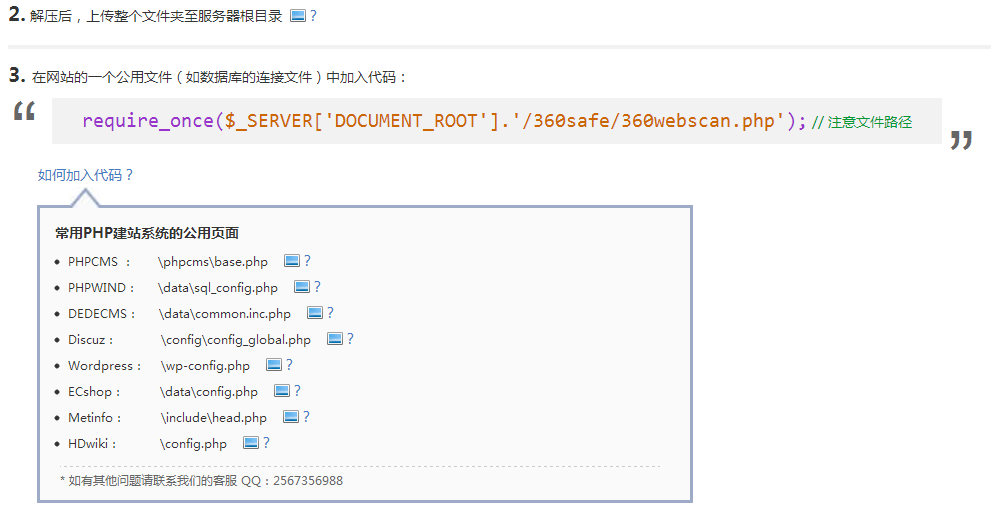 2. 解压后，上传整个文件夹至服务器根目录 ?
3. 在网站的一个公用文件（如数据库的连接文件）中加入代码：
“ require_once($_SERVER['DOCUMENT_ROOT'].'/360safe/360webscan.php'); // 注意文件路径 ”
如何加入代码？
常用PHP建站系统的公用页面
• PHPCMS ： \phpcms\base.php ?
• PHPWIND： \data\sql_config.php ?
• DEDECMS： \data\common.inc.php ?
• Discuz： \config\config_global.php ?
• Wordpress： \wp-config.php ?
• ECshop： \data\config.php ?
• Metinfo： \include\head.php ?
• HDwiki： \config.php ?
* 如有其他问题请联系我们的客服 QQ：2567356988